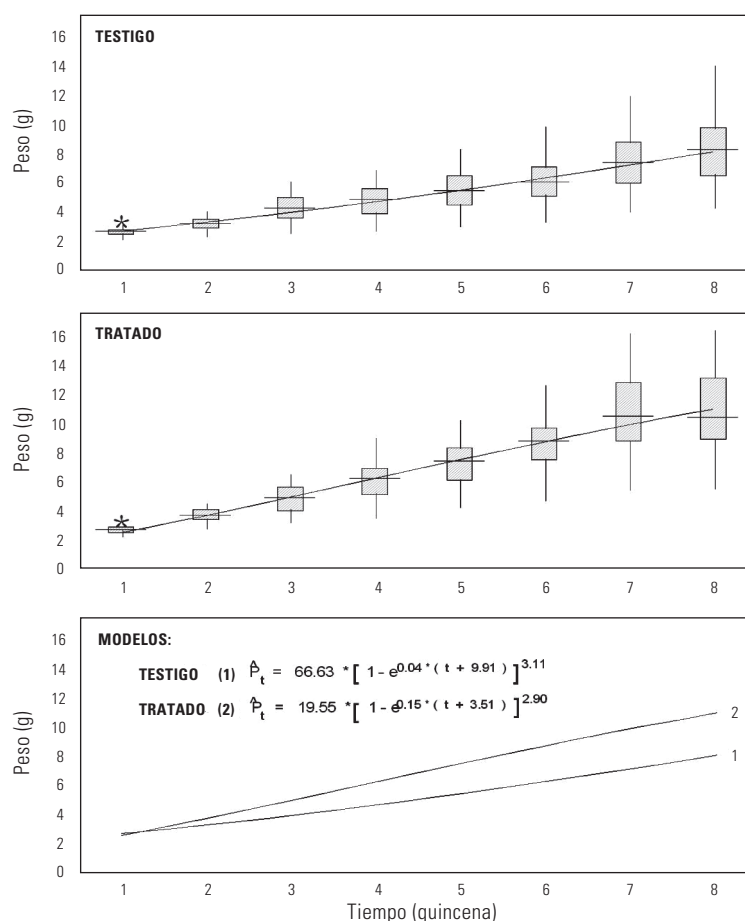 TESTIGO
16
14
12
10
8
6
4
2
0
Peso (g)
*
1 2 3 4 5 6 7 8
TRATADO
16
14
12
10
8
6
4
2
0
Peso (g)
*
1 2 3 4 5 6 7 8
MODELOS:
TESTIGO (1) P̂t = 66.63 *[ 1 - e^0.04 * ( t + 9.91 ) ]^3.11
TRATADO (2) P̂t = 19.55 *[ 1 - e^0.15 * ( t + 3.51 ) ]^2.90
16
14
12
10
8
6
4
2
0
Peso (g)
2
1
1 2 3 4 5 6 7 8
Tiempo (quincena)